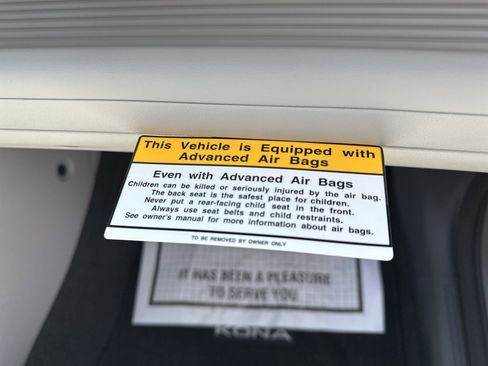 This Vehicle is Equipped with
Advanced Air Bags
Even with Advanced Air Bags
Children can be killed or seriously injured by the air bag.
The back seat is the safest place for children.
Never put a rear-facing child seat in the front.
Always use seat belts and child restraints.
See owner's manual for more information about air bags.
TO BE REMOVED BY OWNER ONLY
IT HAS BEEN A PLEASURE
TO SERVE YOU
KONA